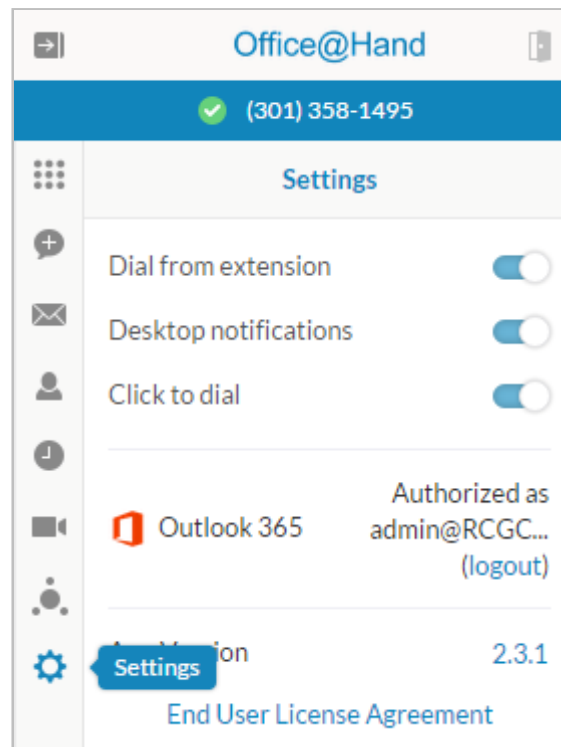 Office@Hand
(301) 358-1495
Settings
Dial from extension
Desktop notifications
Click to dial
Outlook 365
Authorized as
admin@RCGC...
(logout)
Settings
2.3.1
End User License Agreement